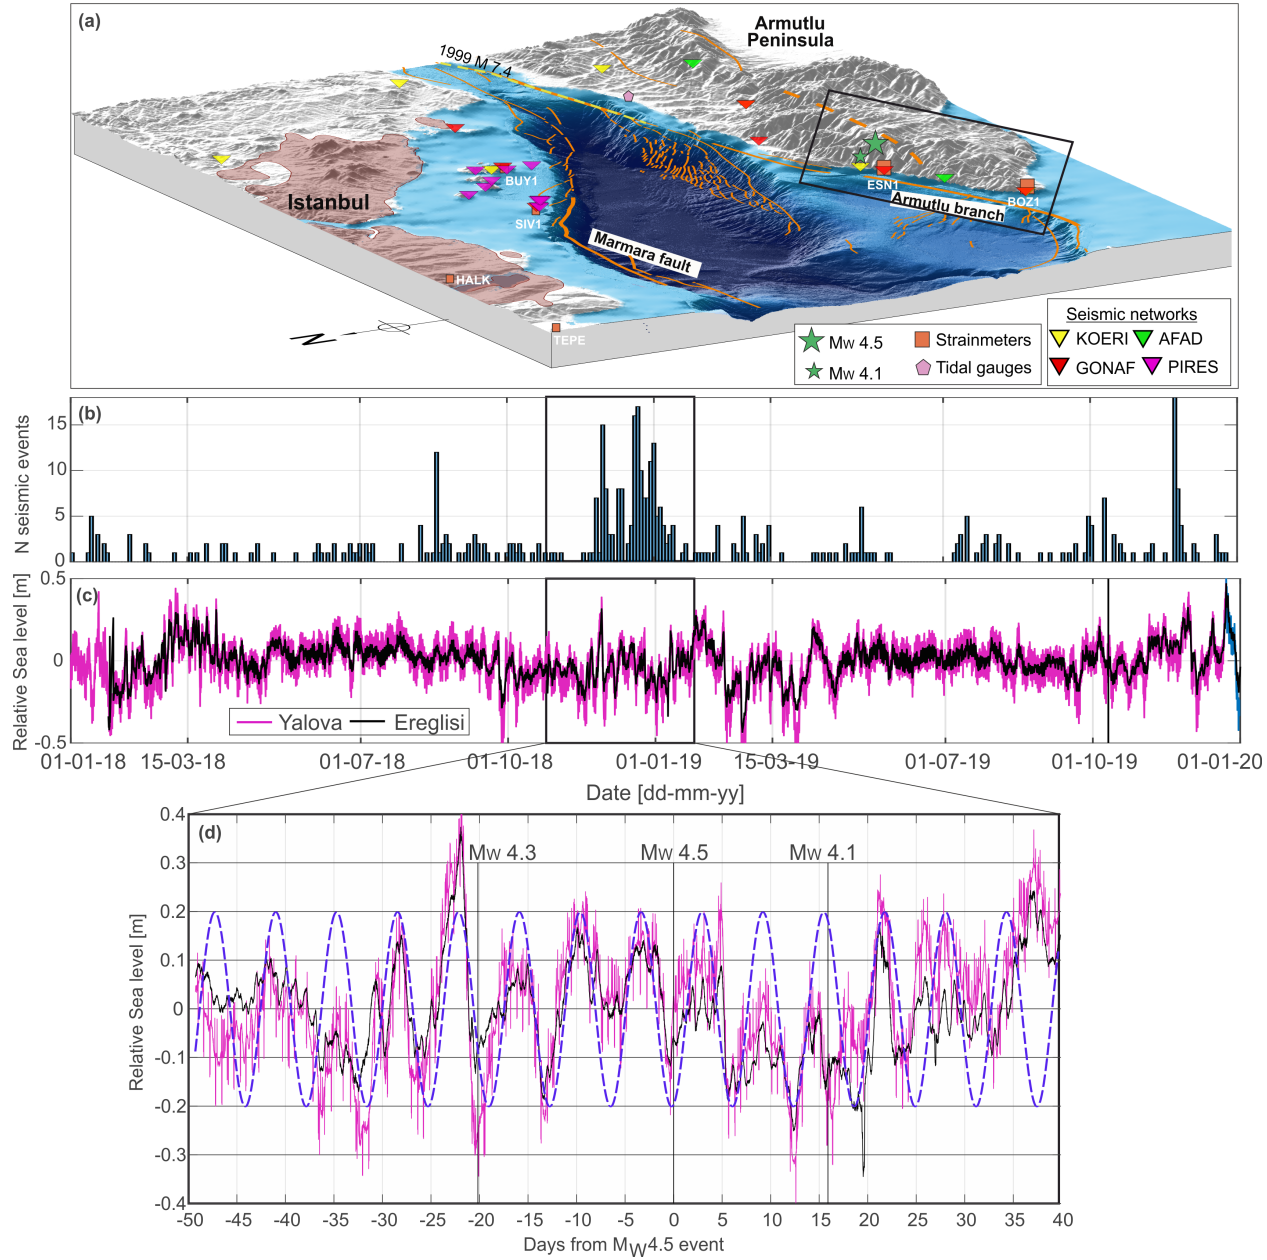 (a)
Armutlu
Peninsula
1999 M 7.4
Istanbul
BUY1
SIV1
ESN1
BOZ1
Armutlu branch
Marmara fault
HALK
TEPE
N
Mw 4.5
Mw 4.1
Strainmeters
Tidal gauges
Seismic networks
KOERI
AFAD
GONAF
PIRES
(b)
N seismic events
15
10
5
0
(c)
Relative Sea level [m]
0.5
0
-0.5
Yalova
Ereglisi
01-01-18
15-03-18
01-07-18
01-10-18
01-01-19
15-03-19
01-07-19
01-10-19
01-01-20
Date [dd-mm-yy]
(d)
Relative Sea level [m]
0.4
0.3
0.2
0.1
0
-0.1
-0.2
-0.3
-0.4
Mw 4.3
Mw 4.5
Mw 4.1
-50 -45 -40 -35 -30 -25 -20 -15 -10 -5 0 5 10 15 20 25 30 35 40
Days from MW4.5 event